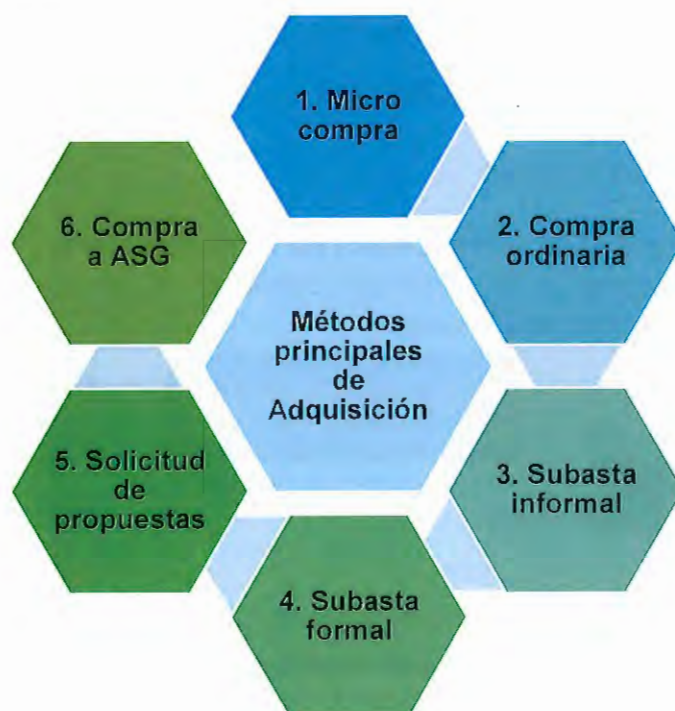 1. Micro
compra
2. Compra
ordinaria
3. Subasta
informal
4. Subasta
formal
5. Solicitud
de
propuestas
6. Compra
a ASG
Métodos
principales
de
Adquisición